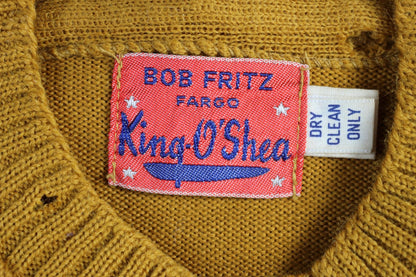 BOB FRITZ
FARGO
King-O'Shea
DRY
CLEAN
ONLY